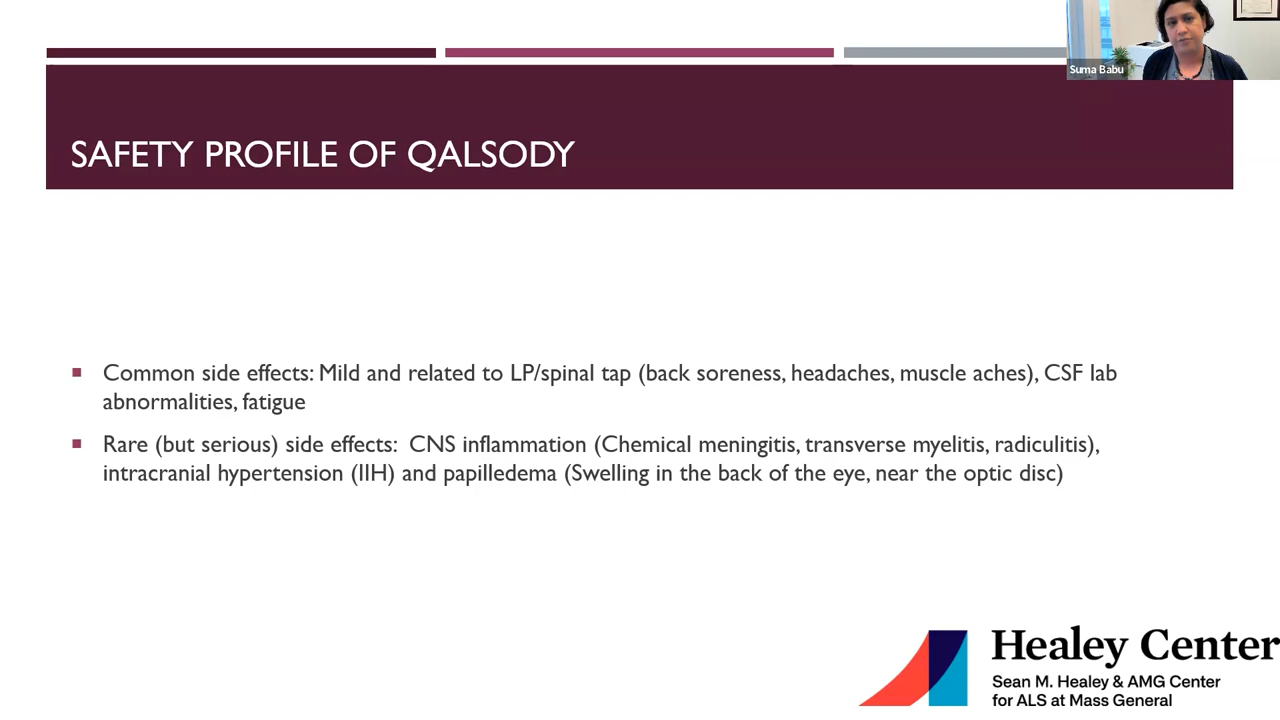 Suma Babu
SAFETY PROFILE OF QALSODY
▪ Common side effects: Mild and related to LP/spinal tap (back soreness, headaches, muscle aches), CSF lab
abnormalities, fatigue
▪ Rare (but serious) side effects:  CNS inflammation (Chemical meningitis, transverse myelitis, radiculitis),
intracranial hypertension (IIH) and papilledema (Swelling in the back of the eye, near the optic disc)
Healey Center
Sean M. Healey & AMG Center
for ALS at Mass General